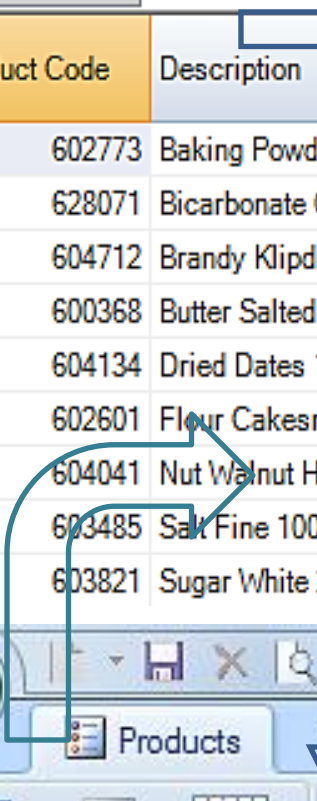 uct Code Description
602773 Baking Powd
628071 Bicarbonate
604712 Brandy Klipd
600368 Butter Salted
604134 Dried Dates
602601 Flour Cakes
604041 Nut Walnut H
603485 Salt Fine 100
603821 Sugar White
Products